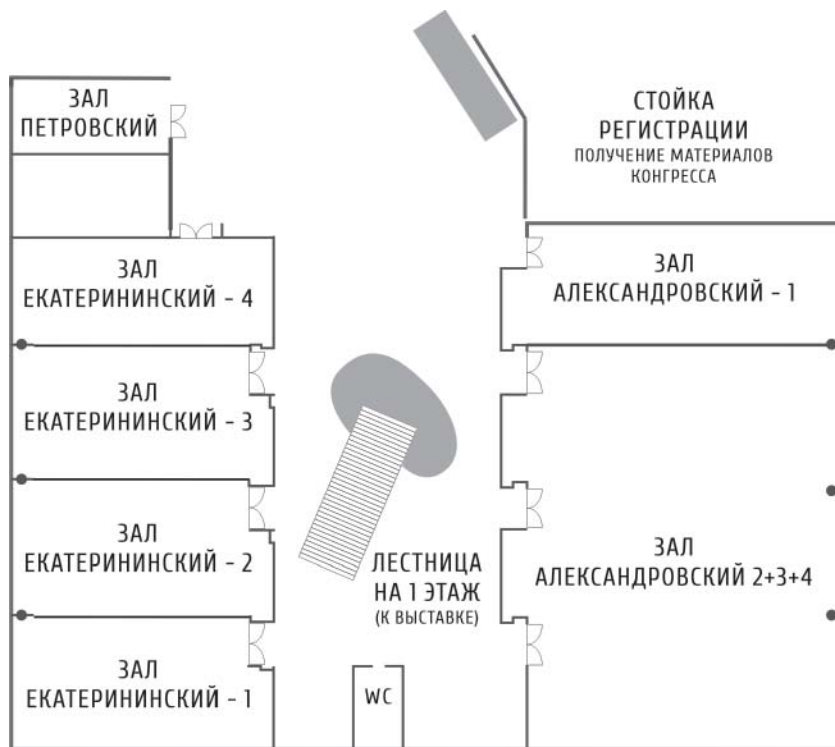 ЗАЛ
ПЕТРОВСКИЙ
СТОЙКА
РЕГИСТРАЦИИ
ПОЛУЧЕНИЕ МАТЕРИАЛОВ
КОНГРЕССА
ЗАЛ
ЕКАТЕРИНИНСКИЙ - 4
ЗАЛ
АЛЕКСАНДРОВСКИЙ - 1
ЗАЛ
ЕКАТЕРИНИНСКИЙ - 3
ЗАЛ
ЕКАТЕРИНИНСКИЙ - 2
ЛЕСТНИЦА
НА 1 ЭТАЖ
(К ВЫСТАВКЕ)
ЗАЛ
АЛЕКСАНДРОВСКИЙ 2+3+4
ЗАЛ
ЕКАТЕРИНИНСКИЙ - 1
WC